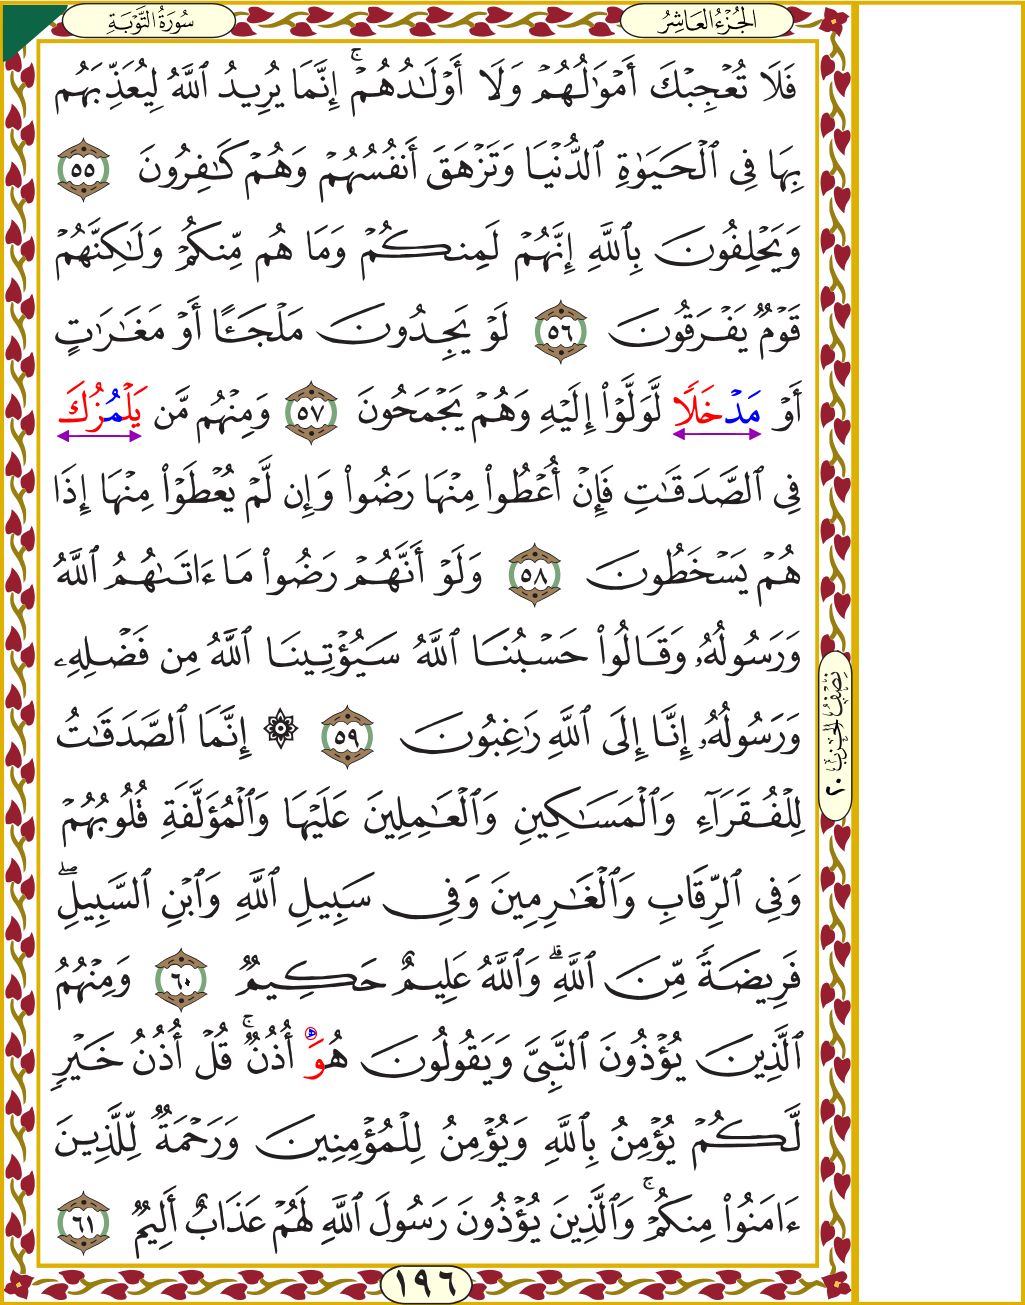 الجُزْءُ العَاشِرُ
سُورَةُ التَّوْبَةِ
فَلَا تُعْجِبْكَ أَمْوَٰلُهُمْ وَلَا أَوْلَٰدُهُمْ ۚ إِنَّمَا يُرِيدُ ٱللَّهُ لِيُعَذِّبَهُم
بِهَا فِى ٱلْحَيَوٰةِ ٱلدُّنْيَا وَتَزْهَقَ أَنفُسُهُمْ وَهُمْ كَٰفِرُونَ ٥٥
وَيَحْلِفُونَ بِٱللَّهِ إِنَّهُمْ لَمِنكُمْ وَمَا هُم مِّنكُمْ وَلَٰكِنَّهُمْ
قَوْمٌ يَفْرَقُونَ ٥٦ لَوْ يَجِدُونَ مَلْجَـًٔا أَوْ مَغَٰرَٰتٍ
أَوْ مَدْخَلًا لَّوَلَّوْا۟ إِلَيْهِ وَهُمْ يَجْمَحُونَ ٥٧ وَمِنْهُم مَّن يَلْمُزُكَ
فِى ٱلصَّدَقَٰتِ فَإِنْ أُعْطُوا۟ مِنْهَا رَضُوا۟ وَإِن لَّمْ يُعْطَوْا۟ مِنْهَا إِذَا
هُمْ يَسْخَطُونَ ٥٨ وَلَوْ أَنَّهُمْ رَضُوا۟ مَا ءَاتَىٰهُمُ ٱللَّهُ
وَرَسُولُهُۥ وَقَالُوا۟ حَسْبُنَا ٱللَّهُ سَيُؤْتِينَا ٱللَّهُ مِن فَضْلِهِۦ
وَرَسُولُهُۥ إِنَّا إِلَى ٱللَّهِ رَٰغِبُونَ ٥٩ ۞ إِنَّمَا ٱلصَّدَقَٰتُ
لِلْفُقَرَآءِ وَٱلْمَسَٰكِينِ وَٱلْعَٰمِلِينَ عَلَيْهَا وَٱلْمُؤَلَّفَةِ قُلُوبُهُمْ
وَفِى ٱلرِّقَابِ وَٱلْغَٰرِمِينَ وَفِى سَبِيلِ ٱللَّهِ وَٱبْنِ ٱلسَّبِيلِ ۖ
فَرِيضَةً مِّنَ ٱللَّهِ ۗ وَٱللَّهُ عَلِيمٌ حَكِيمٌ ٦٠ وَمِنْهُمُ
ٱلَّذِينَ يُؤْذُونَ ٱلنَّبِىَّ وَيَقُولُونَ هُوَ أُذُنٌ ۚ قُلْ أُذُنُ خَيْرٍ
لَّكُمْ يُؤْمِنُ بِٱللَّهِ وَيُؤْمِنُ لِلْمُؤْمِنِينَ وَرَحْمَةٌ لِّلَّذِينَ
ءَامَنُوا۟ مِنكُمْ ۚ وَٱلَّذِينَ يُؤْذُونَ رَسُولَ ٱللَّهِ لَهُمْ عَذَابٌ أَلِيمٌ ٦١
نِصْفُ الحِزْبِ ٢٠
١٩٦